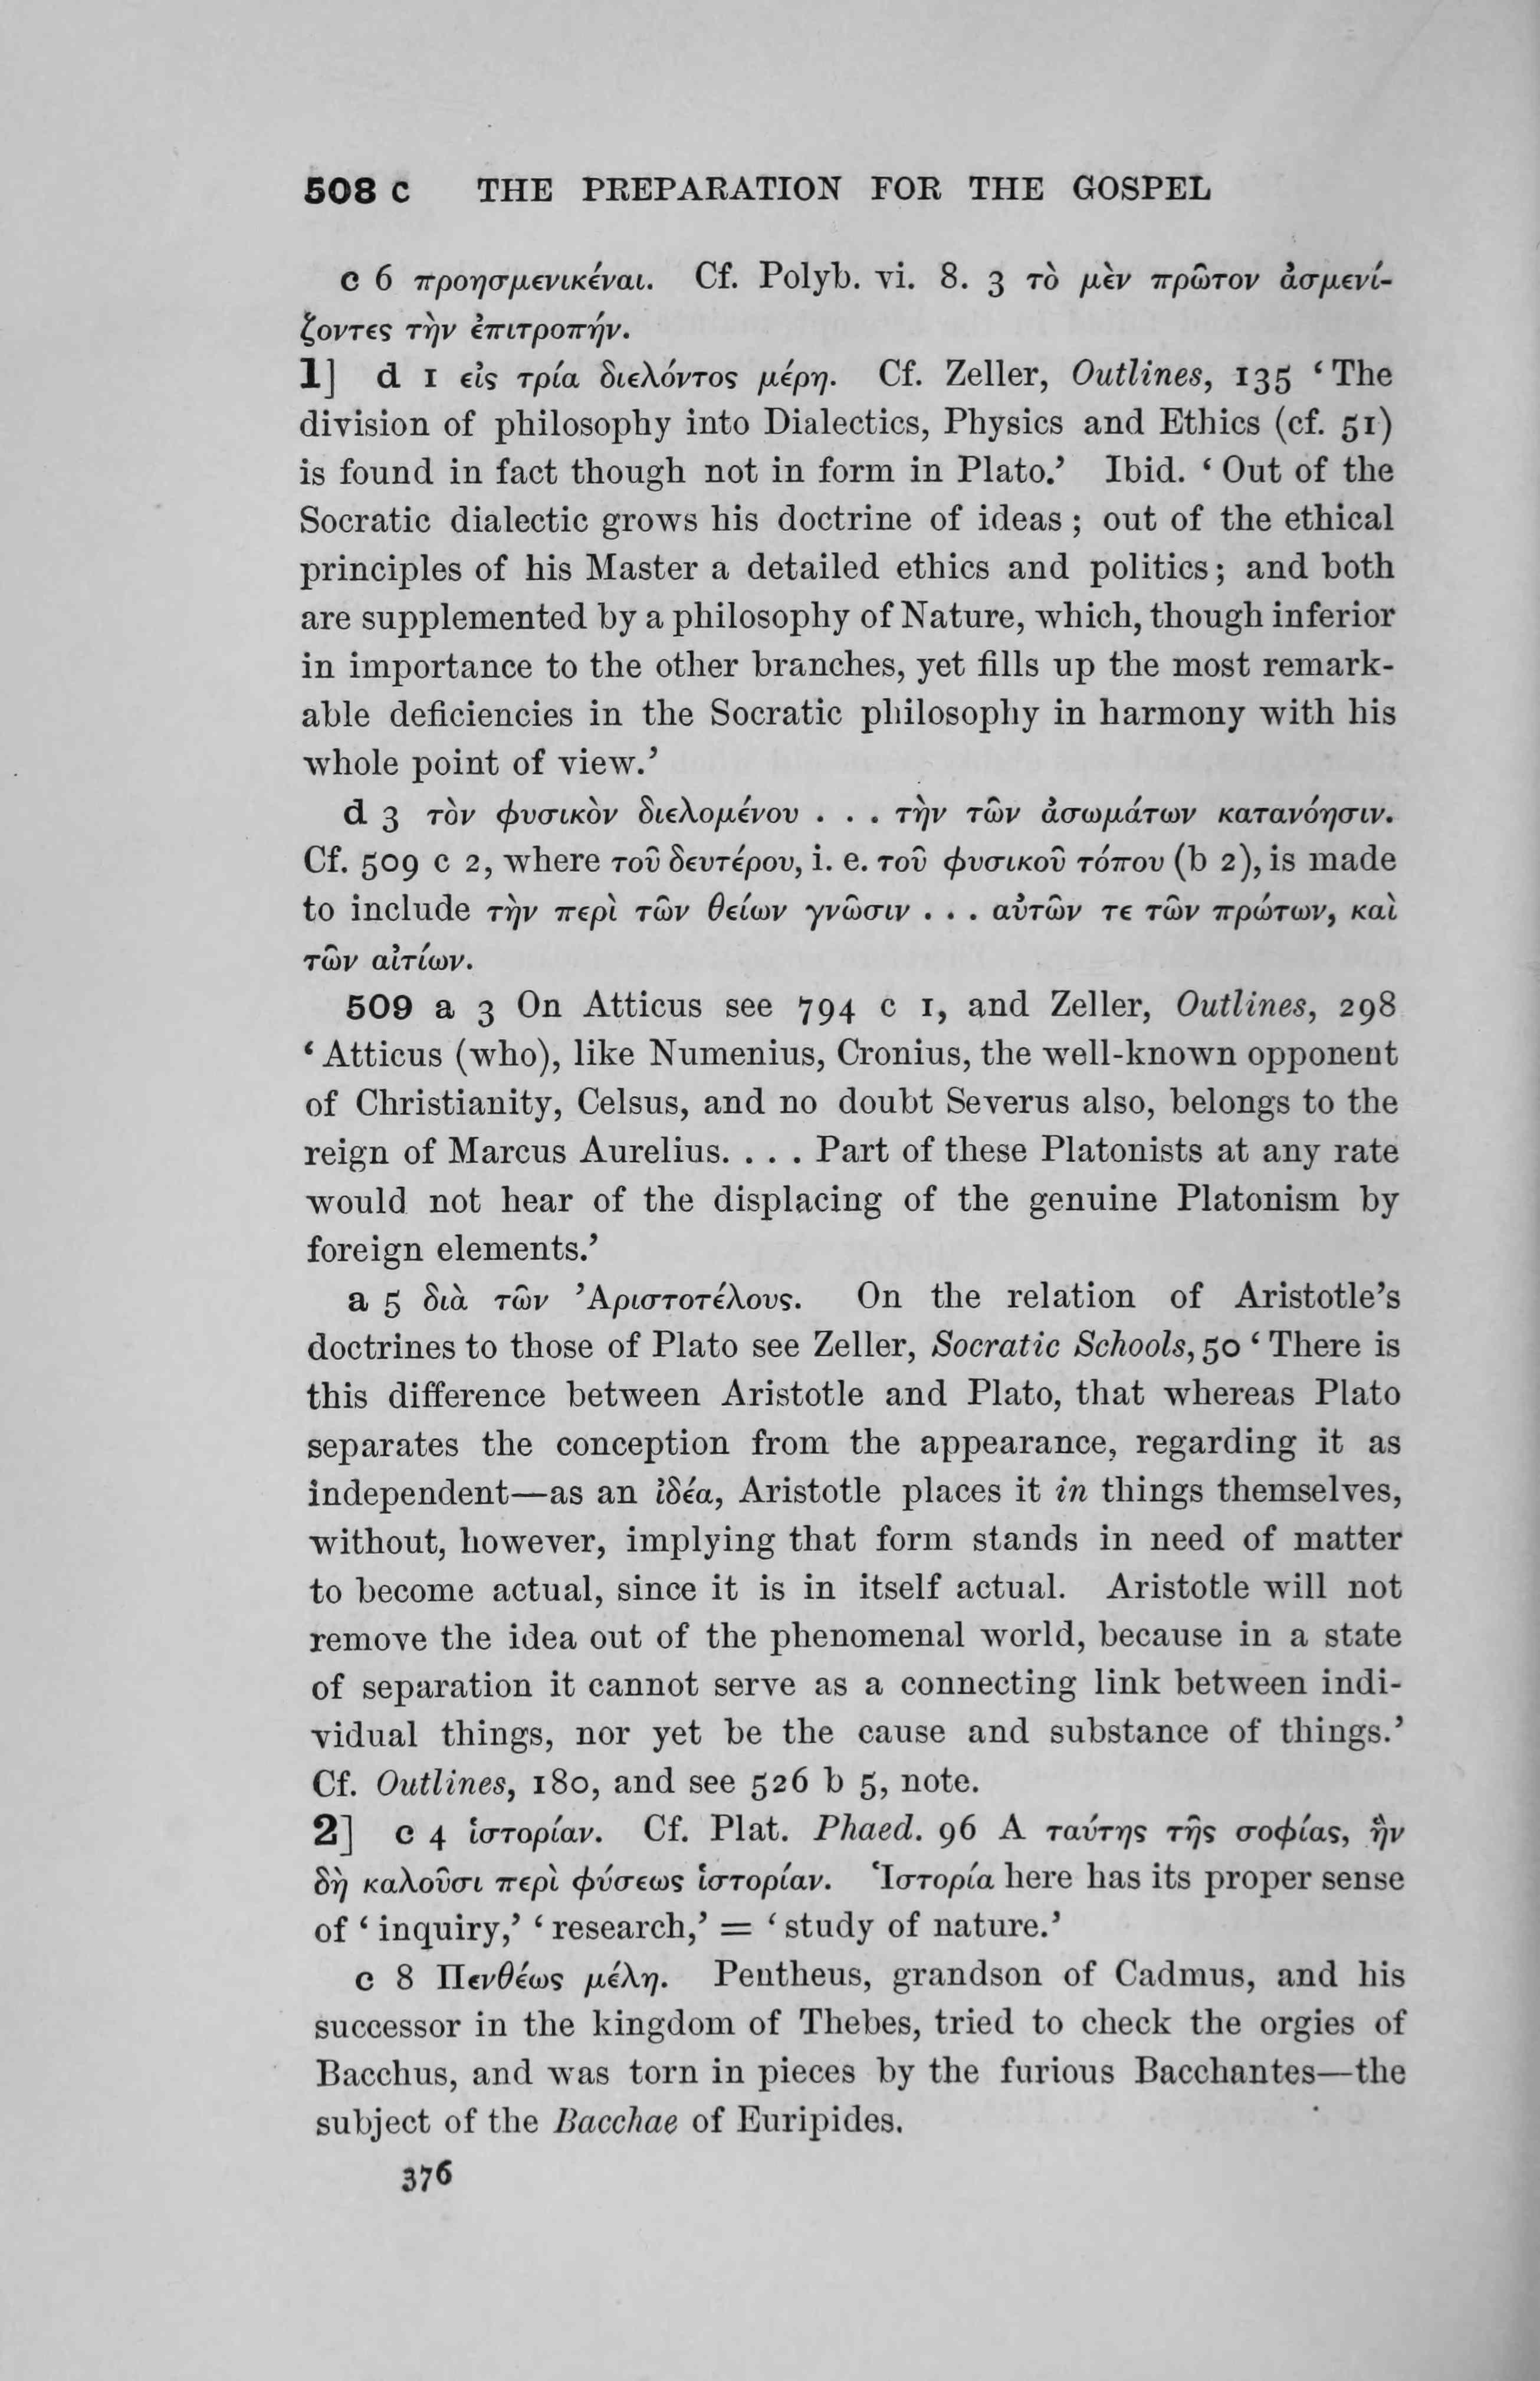 508 c THE PREPARATION FOR THE GOSPEL
c 6 προησμενικέναι. Cf. Polyb. vi. 8. 3 τὸ μὲν πρῶτον ἀσμενί-
ζοντες τὴν ἐπιτροπήν.
1] d 1 εἰς τρία διελόντος μέρη. Cf. Zeller, Outlines, 135 ‘The
division of philosophy into Dialectics, Physics and Ethics (cf. 51)
is found in fact though not in form in Plato.’ Ibid. ‘Out of the
Socratic dialectic grows his doctrine of ideas; out of the ethical
principles of his Master a detailed ethics and politics; and both
are supplemented by a philosophy of Nature, which, though inferior
in importance to the other branches, yet fills up the most remark-
able deficiencies in the Socratic philosophy in harmony with his
whole point of view.’
d 3 τὸν φυσικὸν διελομένου . . . τὴν τῶν ἀσωμάτων κατανόησιν.
Cf. 509 c 2, where τοῦ δευτέρου, i. e. τοῦ φυσικοῦ τόπου (b 2), is made
to include τὴν περὶ τῶν θείων γνῶσιν . . . αὐτῶν τε τῶν πρώτων, καὶ
τῶν αἰτίων.
509 a 3 On Atticus see 794 c 1, and Zeller, Outlines, 298
‘Atticus (who), like Numenius, Cronius, the well-known opponent
of Christianity, Celsus, and no doubt Severus also, belongs to the
reign of Marcus Aurelius. . . . Part of these Platonists at any rate
would not hear of the displacing of the genuine Platonism by
foreign elements.’
a 5 διὰ τῶν Ἀριστοτέλους. On the relation of Aristotle’s
doctrines to those of Plato see Zeller, Socratic Schools, 50 ‘There is
this difference between Aristotle and Plato, that whereas Plato
separates the conception from the appearance, regarding it as
independent—as an ἰδέα, Aristotle places it in things themselves,
without, however, implying that form stands in need of matter
to become actual, since it is in itself actual. Aristotle will not
remove the idea out of the phenomenal world, because in a state
of separation it cannot serve as a connecting link between indi-
vidual things, nor yet be the cause and substance of things.’
Cf. Outlines, 180, and see 526 b 5, note.
2] c 4 ἱστορίαν. Cf. Plat. Phaed. 96 A ταύτης τῆς σοφίας, ἣν
δὴ καλοῦσι περὶ φύσεως ἱστορίαν. Ἱστορία here has its proper sense
of ‘inquiry,’ ‘research,’ = ‘study of nature.’
c 8 Πενθέως μέλη. Pentheus, grandson of Cadmus, and his
successor in the kingdom of Thebes, tried to check the orgies of
Bacchus, and was torn in pieces by the furious Bacchantes—the
subject of the Bacchae of Euripides.
376